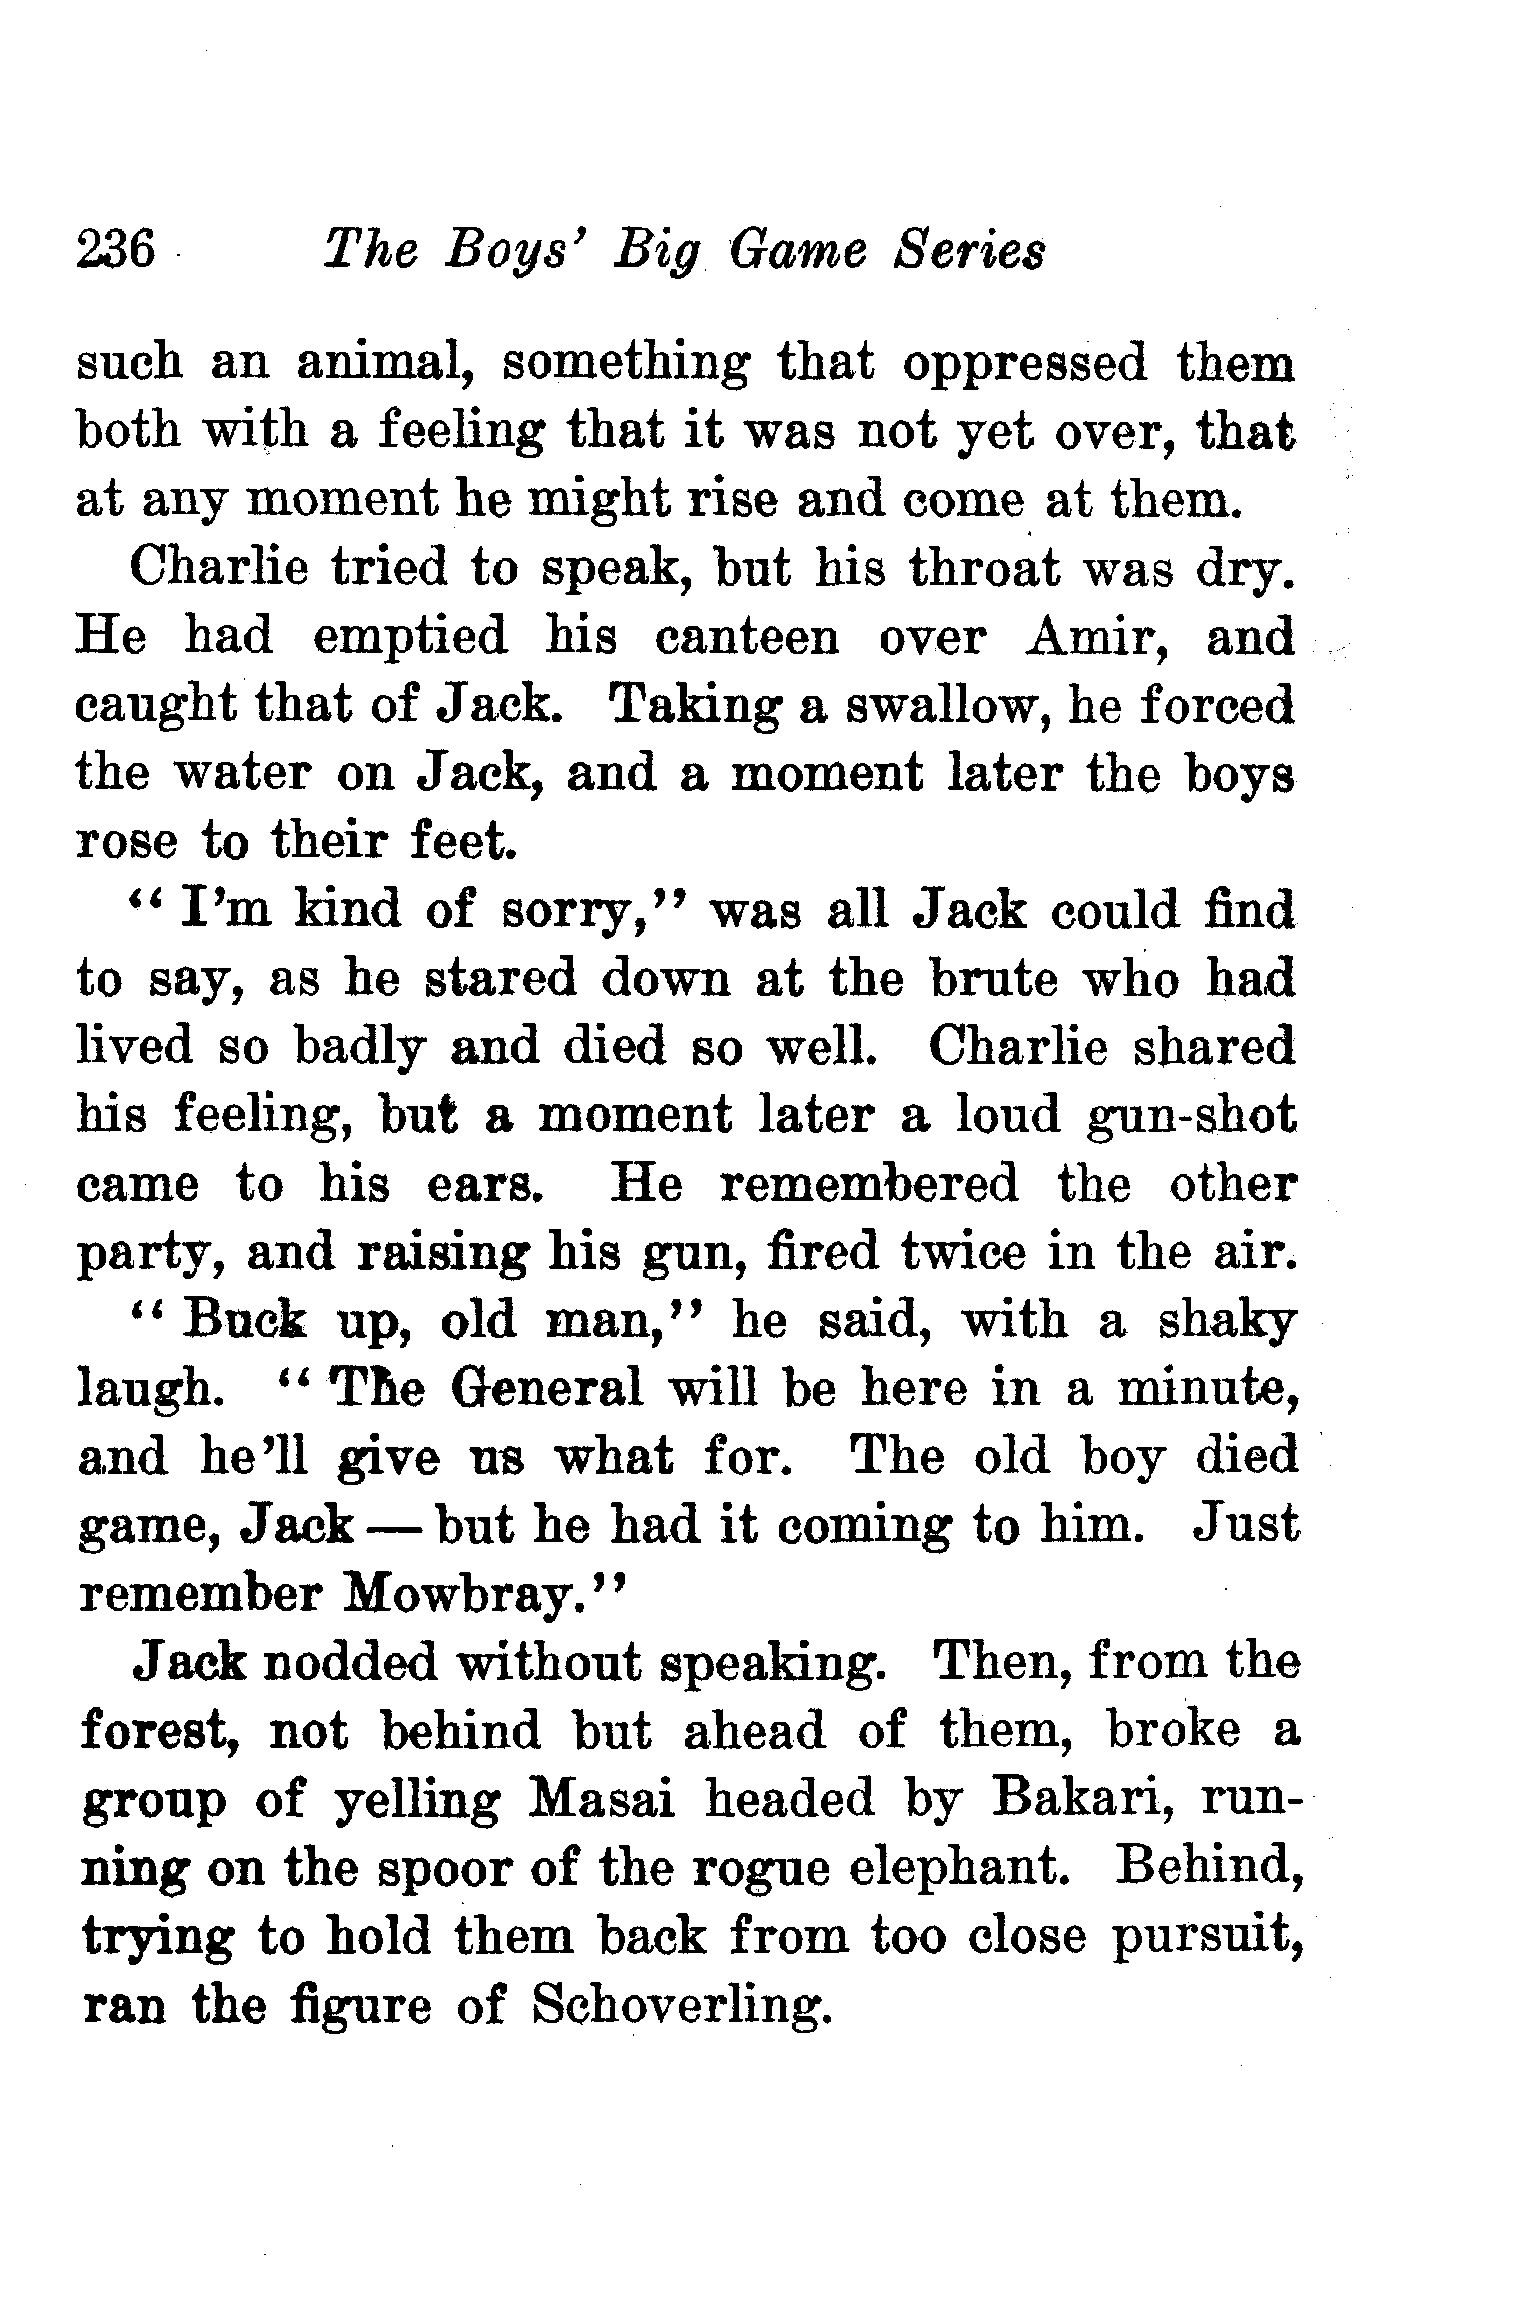 236 The Boys' Big Game Series
such an animal, something that oppressed them
both with a feeling that it was not yet over, that
at any moment he might rise and come at them.
Charlie tried to speak, but his throat was dry.
He had emptied his canteen over Amir, and
caught that of Jack. Taking a swallow, he forced
the water on Jack, and a moment later the boys
rose to their feet.
"I'm kind of sorry," was all Jack could find
to say, as he stared down at the brute who had
lived so badly and died so well. Charlie shared
his feeling, but a moment later a loud gun-shot
came to his ears. He remembered the other
party, and raising his gun, fired twice in the air.
"Buck up, old man," he said, with a shaky
laugh. "The General will be here in a minute,
and he'll give us what for. The old boy died
game, Jack — but he had it coming to him. Just
remember Mowbray."
Jack nodded without speaking. Then, from the
forest, not behind but ahead of them, broke a
group of yelling Masai headed by Bakari, run-
ning on the spoor of the rogue elephant. Behind,
trying to hold them back from too close pursuit,
ran the figure of Schoverling.